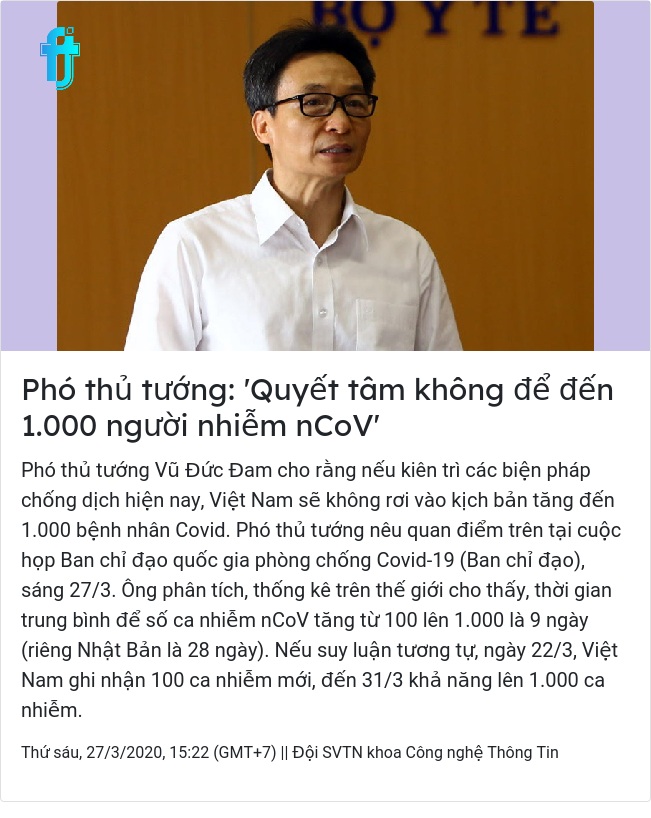 BỘ Y TẾ
Phó thủ tướng: 'Quyết tâm không để đến
1.000 người nhiễm nCoV'
Phó thủ tướng Vũ Đức Đam cho rằng nếu kiên trì các biện pháp
chống dịch hiện nay, Việt Nam sẽ không rơi vào kịch bản tăng đến
1.000 bệnh nhân Covid. Phó thủ tướng nêu quan điểm trên tại cuộc
họp Ban chỉ đạo quốc gia phòng chống Covid-19 (Ban chỉ đạo),
sáng 27/3. Ông phân tích, thống kê trên thế giới cho thấy, thời gian
trung bình để số ca nhiễm nCoV tăng từ 100 lên 1.000 là 9 ngày
(riêng Nhật Bản là 28 ngày). Nếu suy luận tương tự, ngày 22/3, Việt
Nam ghi nhận 100 ca nhiễm mới, đến 31/3 khả năng lên 1.000 ca
nhiễm.
Thứ sáu, 27/3/2020, 15:22 (GMT+7) || Đội SVTN khoa Công nghệ Thông Tin